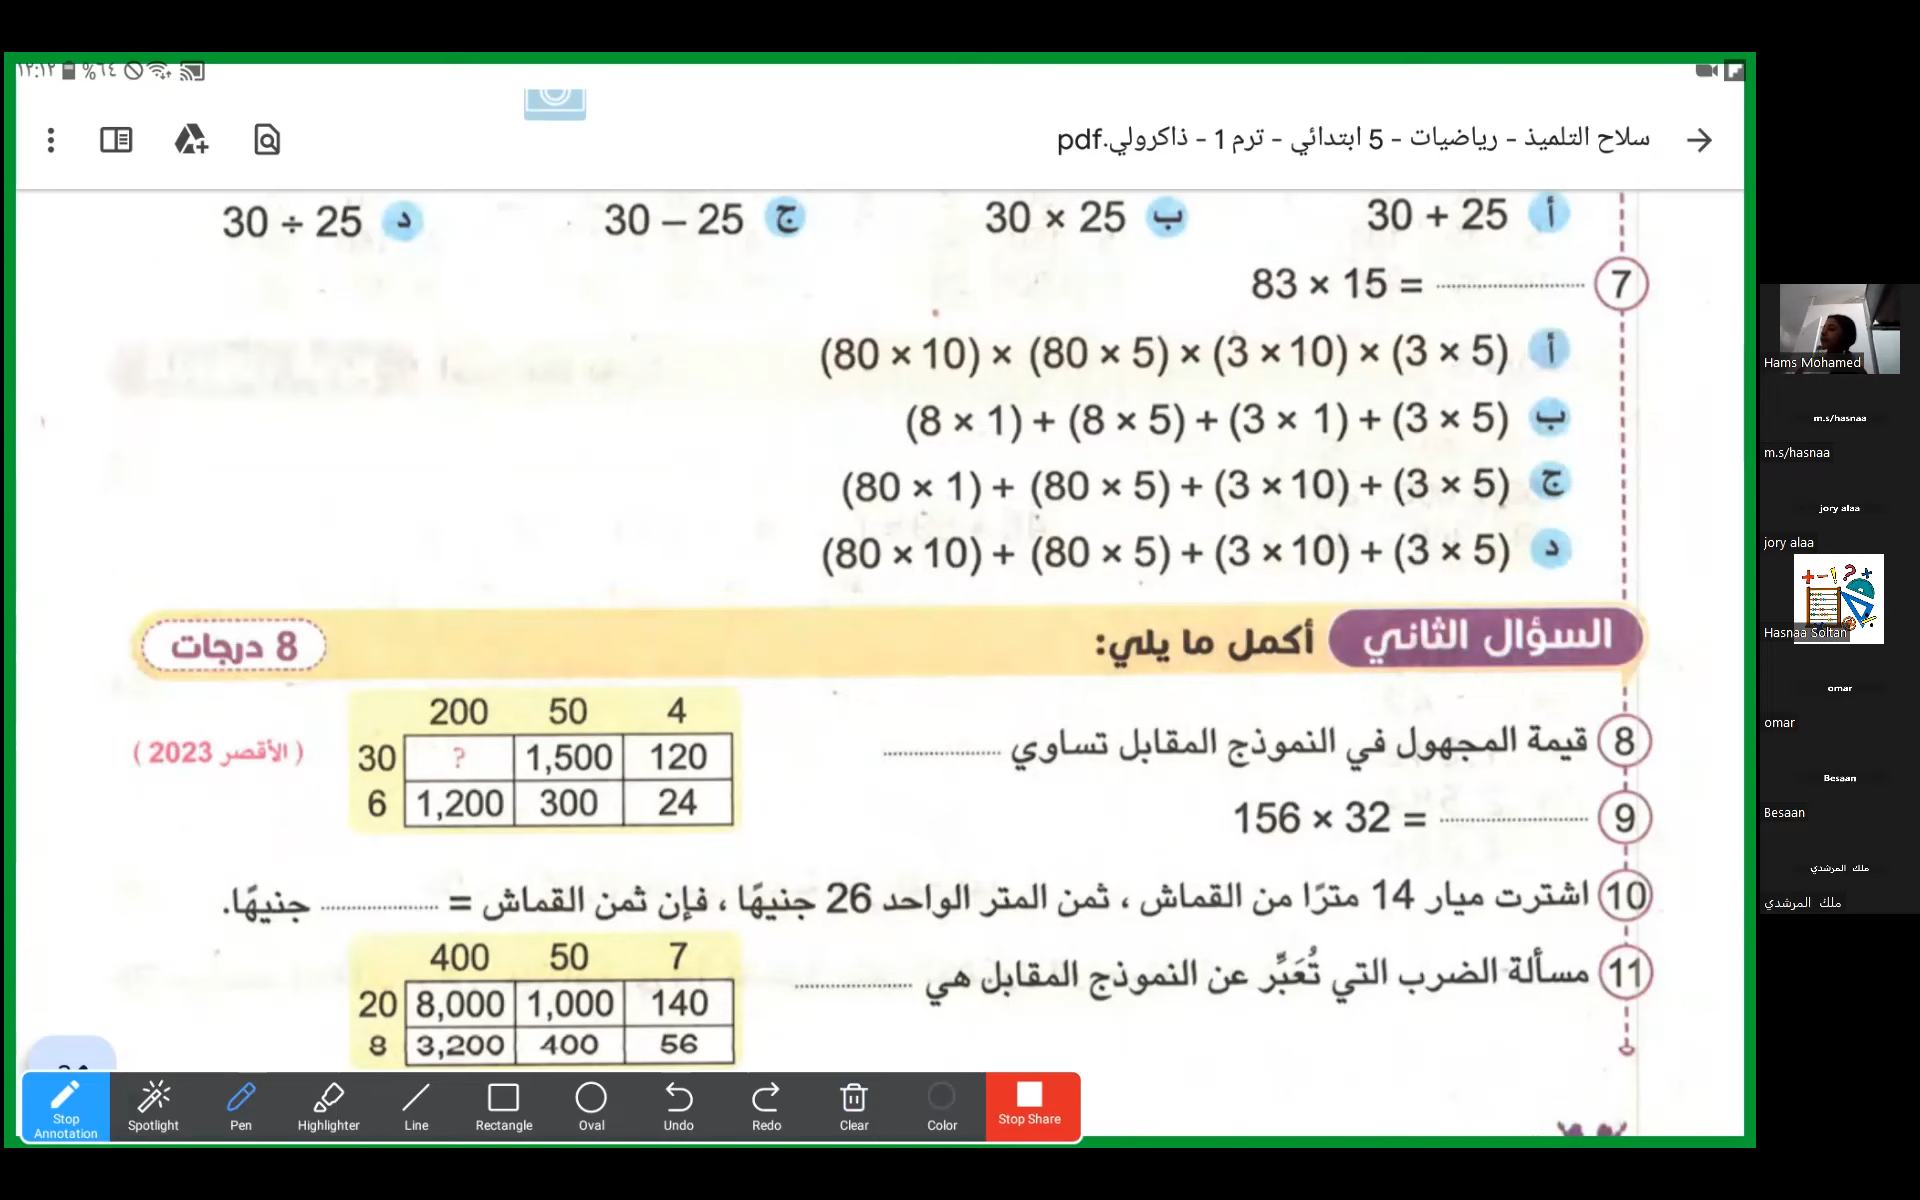 ١٢:١٢ %٦٤
سلاح التلميذ - رياضيات - 5 ابتدائي - ترم 1 - ذاكرولي.pdf
أ 30 + 25 ب 30 × 25 ج 30 – 25 د 30 ÷ 25
7 83 × 15 =
أ (80 × 10) × (80 × 5) × (3 × 10) × (3 × 5)
ب (8 × 1) + (8 × 5) + (3 × 1) + (3 × 5)
ج (80 × 1) + (80 × 5) + (3 × 10) + (3 × 5)
د (80 × 10) + (80 × 5) + (3 × 10) + (3 × 5)
السؤال الثاني أكمل ما يلي: 8 درجات
8 قيمة المجهول في النموذج المقابل تساوي
200 50 4
30 ? 1,500 120
6 1,200 300 24
( الأقصر 2023 )
9 156 × 32 =
10 اشترت ميار 14 مترًا من القماش ، ثمن المتر الواحد 26 جنيهًا ، فإن ثمن القماش = جنيهًا.
11 مسألة الضرب التي تُعَبِّر عن النموذج المقابل هي
400 50 7
20 8,000 1,000 140
8 3,200 400 56
Stop Annotation
Spotlight
Pen
Highlighter
Line
Rectangle
Oval
Undo
Redo
Clear
Color
Stop Share
Hams Mohamed
m.s/hasnaa
m.s/hasnaa
jory alaa
jory alaa
Hasnaa Soltan
omar
omar
Besaan
Besaan
ملك المرشدي
ملك المرشدي